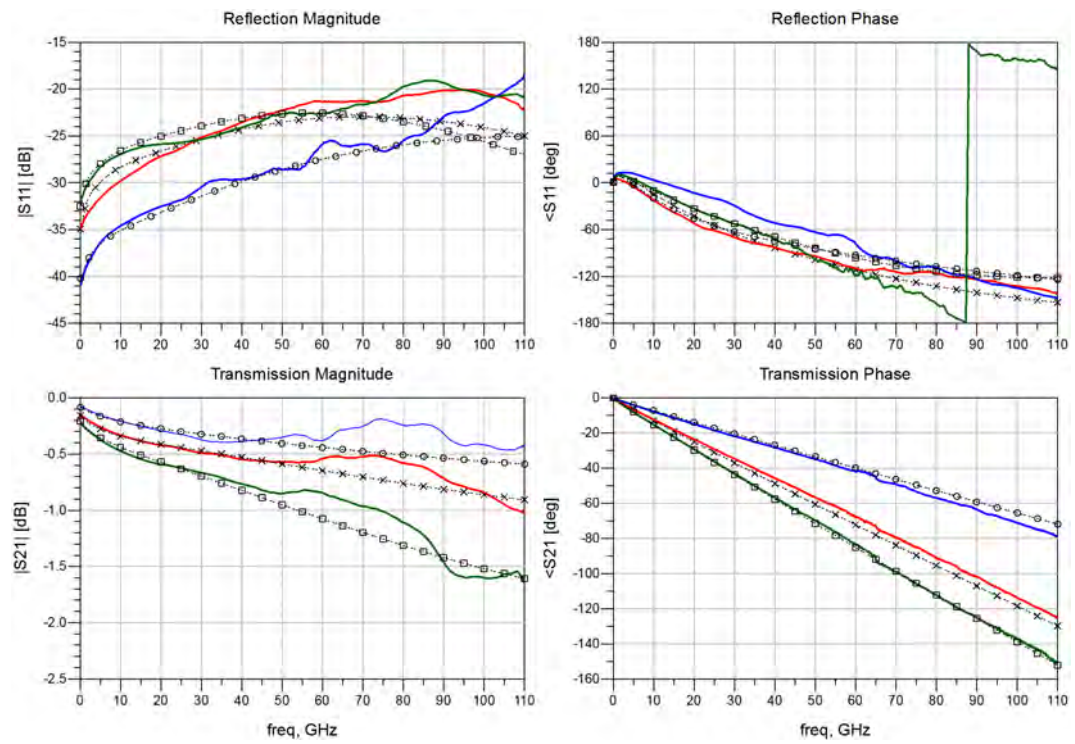 Reflection Magnitude
|S11| [dB]
-15
-20
-25
-30
-35
-40
-45
0 10 20 30 40 50 60 70 80 90 100 110
Reflection Phase
<S11 [deg]
180
120
60
0
-60
-120
-180
0 10 20 30 40 50 60 70 80 90 100 110
Transmission Magnitude
|S21| [dB]
0.0
-0.5
-1.0
-1.5
-2.0
-2.5
0 10 20 30 40 50 60 70 80 90 100 110
freq, GHz
Transmission Phase
<S21 [deg]
0
-20
-40
-60
-80
-100
-120
-140
-160
0 10 20 30 40 50 60 70 80 90 100 110
freq, GHz